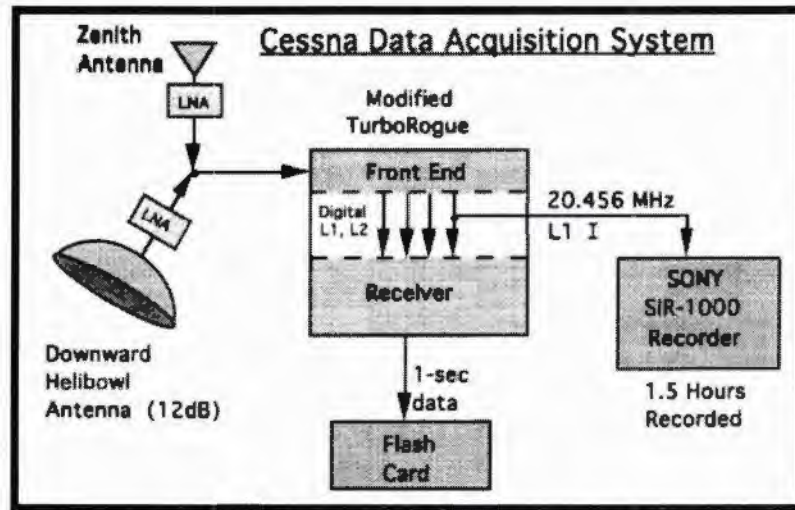 Cessna Data Acquisition System
Zenith
Antenna
LNA
LNA
Downward
Helibowl
Antenna (12dB)
Modified
TurboRogue
Front End
Digital
L1, L2
Receiver
20.456 MHz
L1 I
SONY
SIR-1000
Recorder
1.5 Hours
Recorded
1-sec
data
Flash
Card